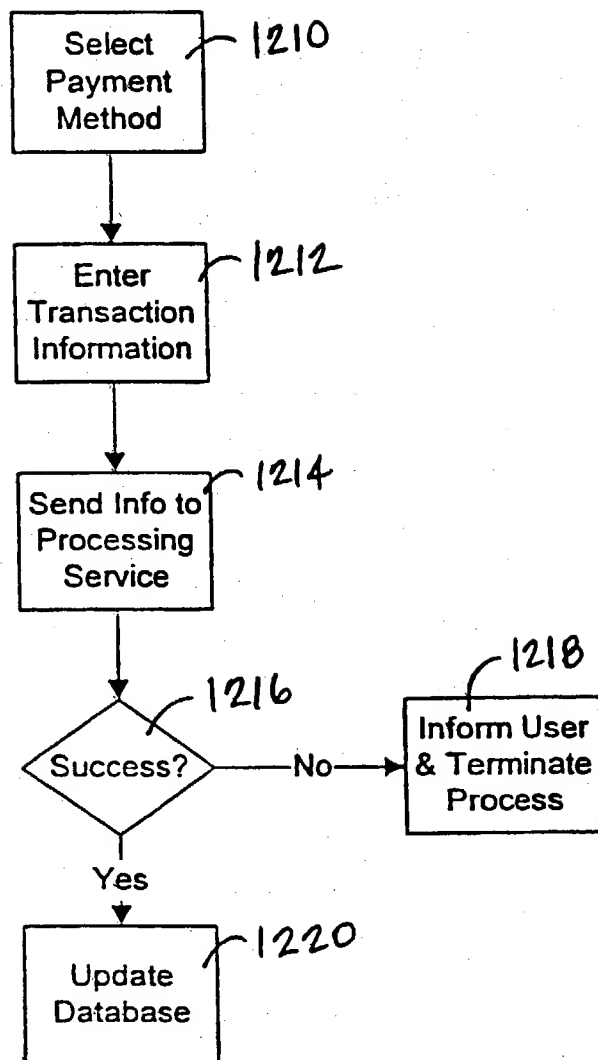 Select
Payment
Method
1210
Enter
Transaction
Information
1212
Send Info to
Processing
Service
1214
Success?
1216
No
Inform User
& Terminate
Process
1218
Yes
Update
Database
1220